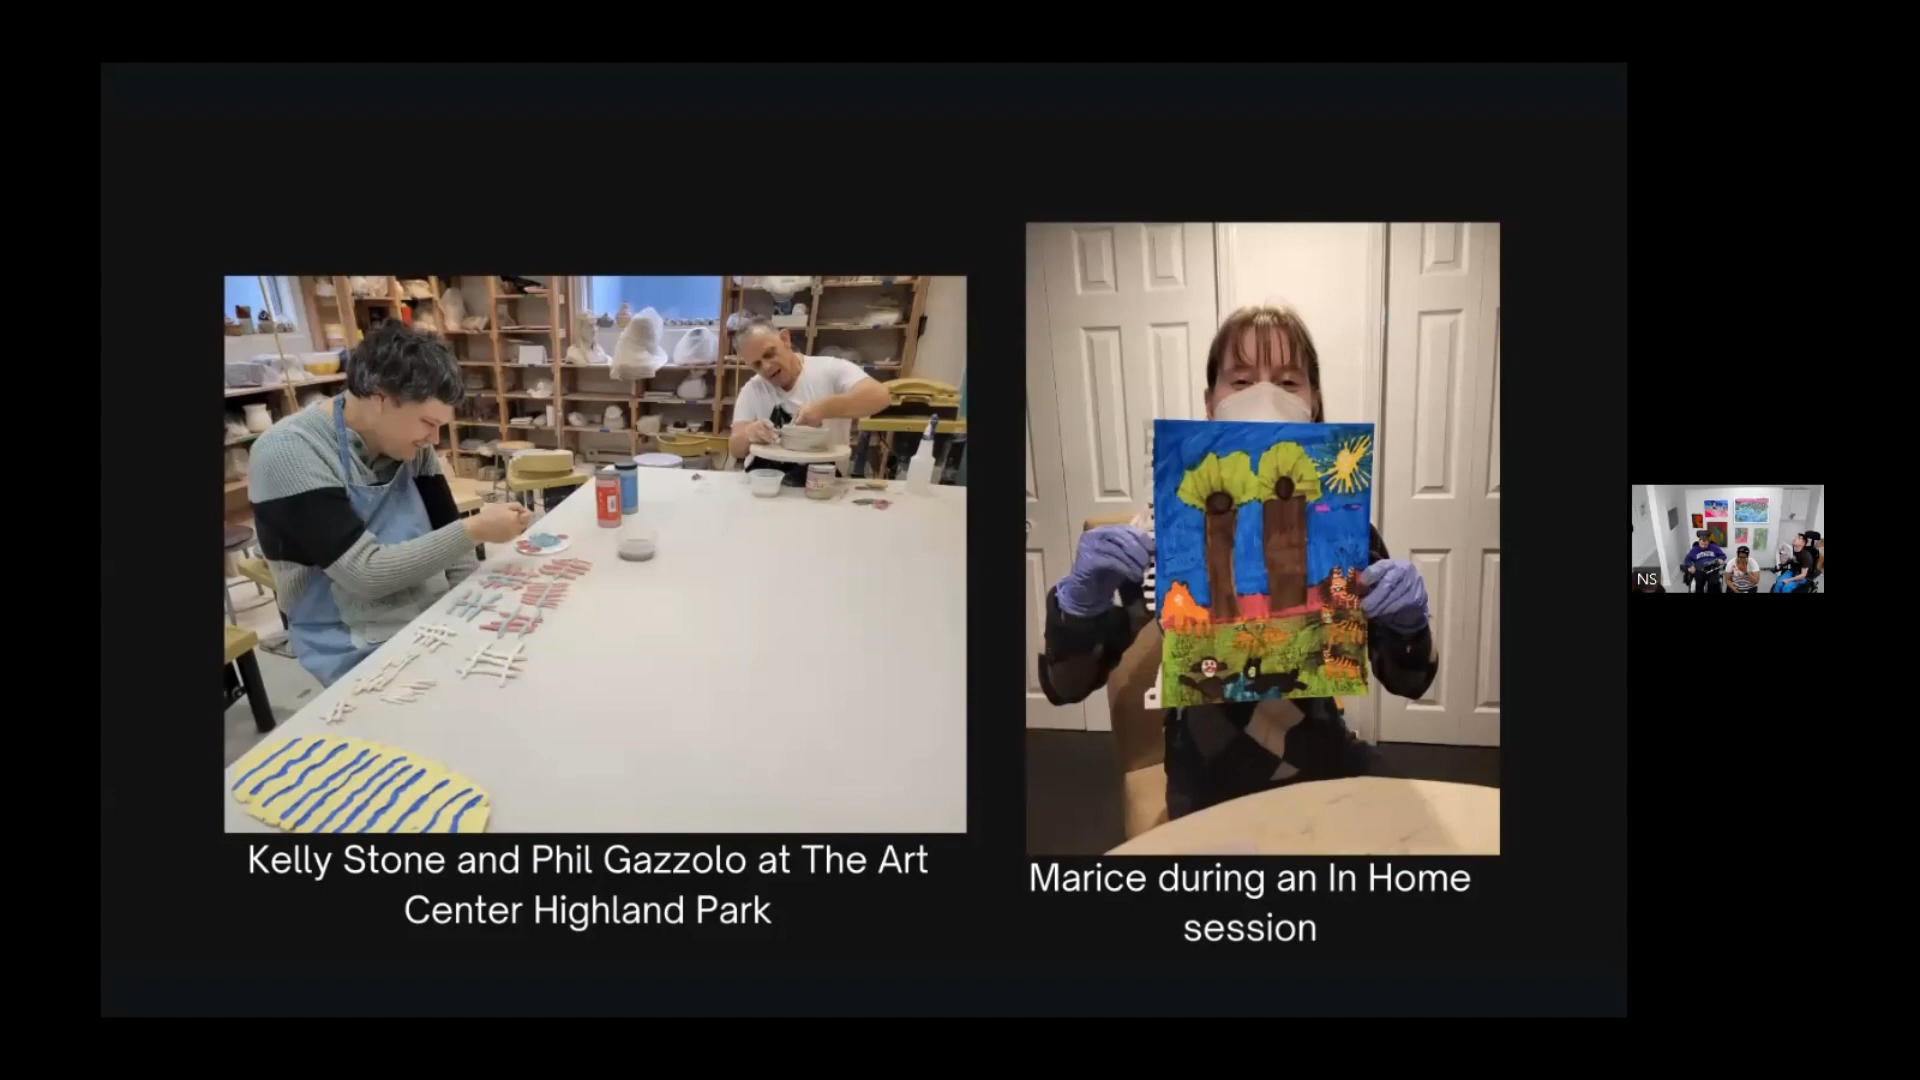 Kelly Stone and Phil Gazzolo at The Art
Center Highland Park
Marice during an In Home
session
NS